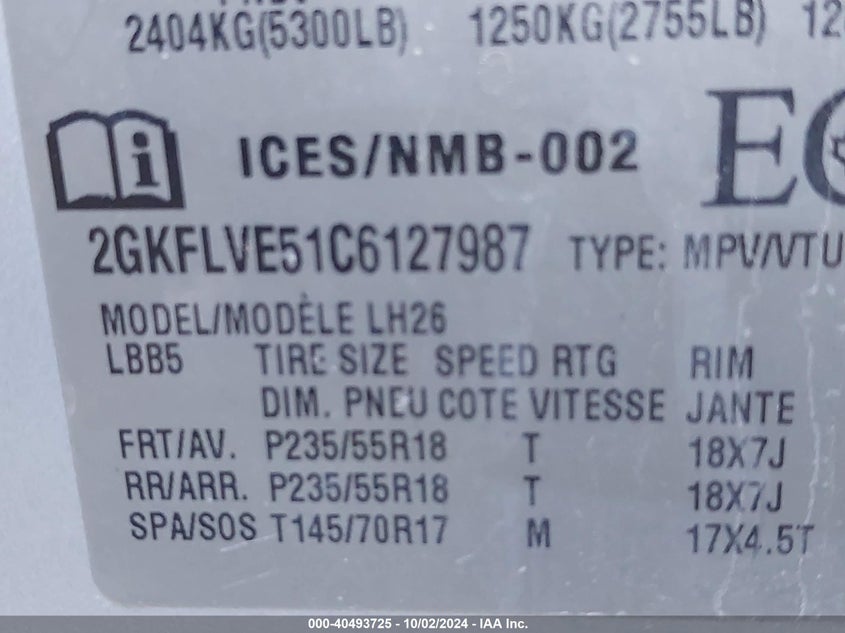 2404KG(5300LB) 1250KG(2755LB)
ICES/NMB-002
2GKFLVE51C6127987 TYPE: MPV/VTU
MODEL/MODÈLE LH26
LBB5 TIRE SIZE SPEED RTG RIM
DIM. PNEU COTE VITESSE JANTE
FRT/AV. P235/55R18 T 18X7J
RR/ARR. P235/55R18 T 18X7J
SPA/SOS T145/70R17 M 17X4.5T
000-40493725 - 10/02/2024 - IAA Inc.